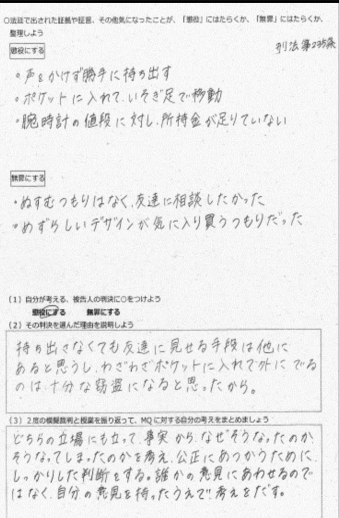 ○法廷で出された証拠や証言、その他気になったことが、「懲役」にはたらくか、「無罪」にはたらくか、
整理しよう
刑法第235条
懲役にする
・声をかけず勝手に持ち出す
・ポケットに入れて、いそぎ足で移動
・腕時計の値段に対し、所持金が足りていない
無罪にする
・ぬすむつもりはなく、友達に相談したかった
・めずらしいデザインが気に入り買うつもりだった
(1) 自分が考える、被告人の判決に○をつけよう
懲役にする 無罪にする
(2) その判決を選んだ理由を説明しよう
持ち出さなくても友達に見せる手段は他に
あると思うし、わざわざポケットに入れて外にでる
のは、十分な窃盗になると思ったから。
(3) 2度の模擬裁判と授業を振り返って、MQに対する自分の考えをまとめましょう
どちらの立場にも立って、事実から、なぜそうなったのか、
そうなってしまったのかを考え、公正にあつかうために、
しっかりした判断をする。誰かの意見にあわせるので
はなく、自分の意見を持ったうえで、考えをだす。